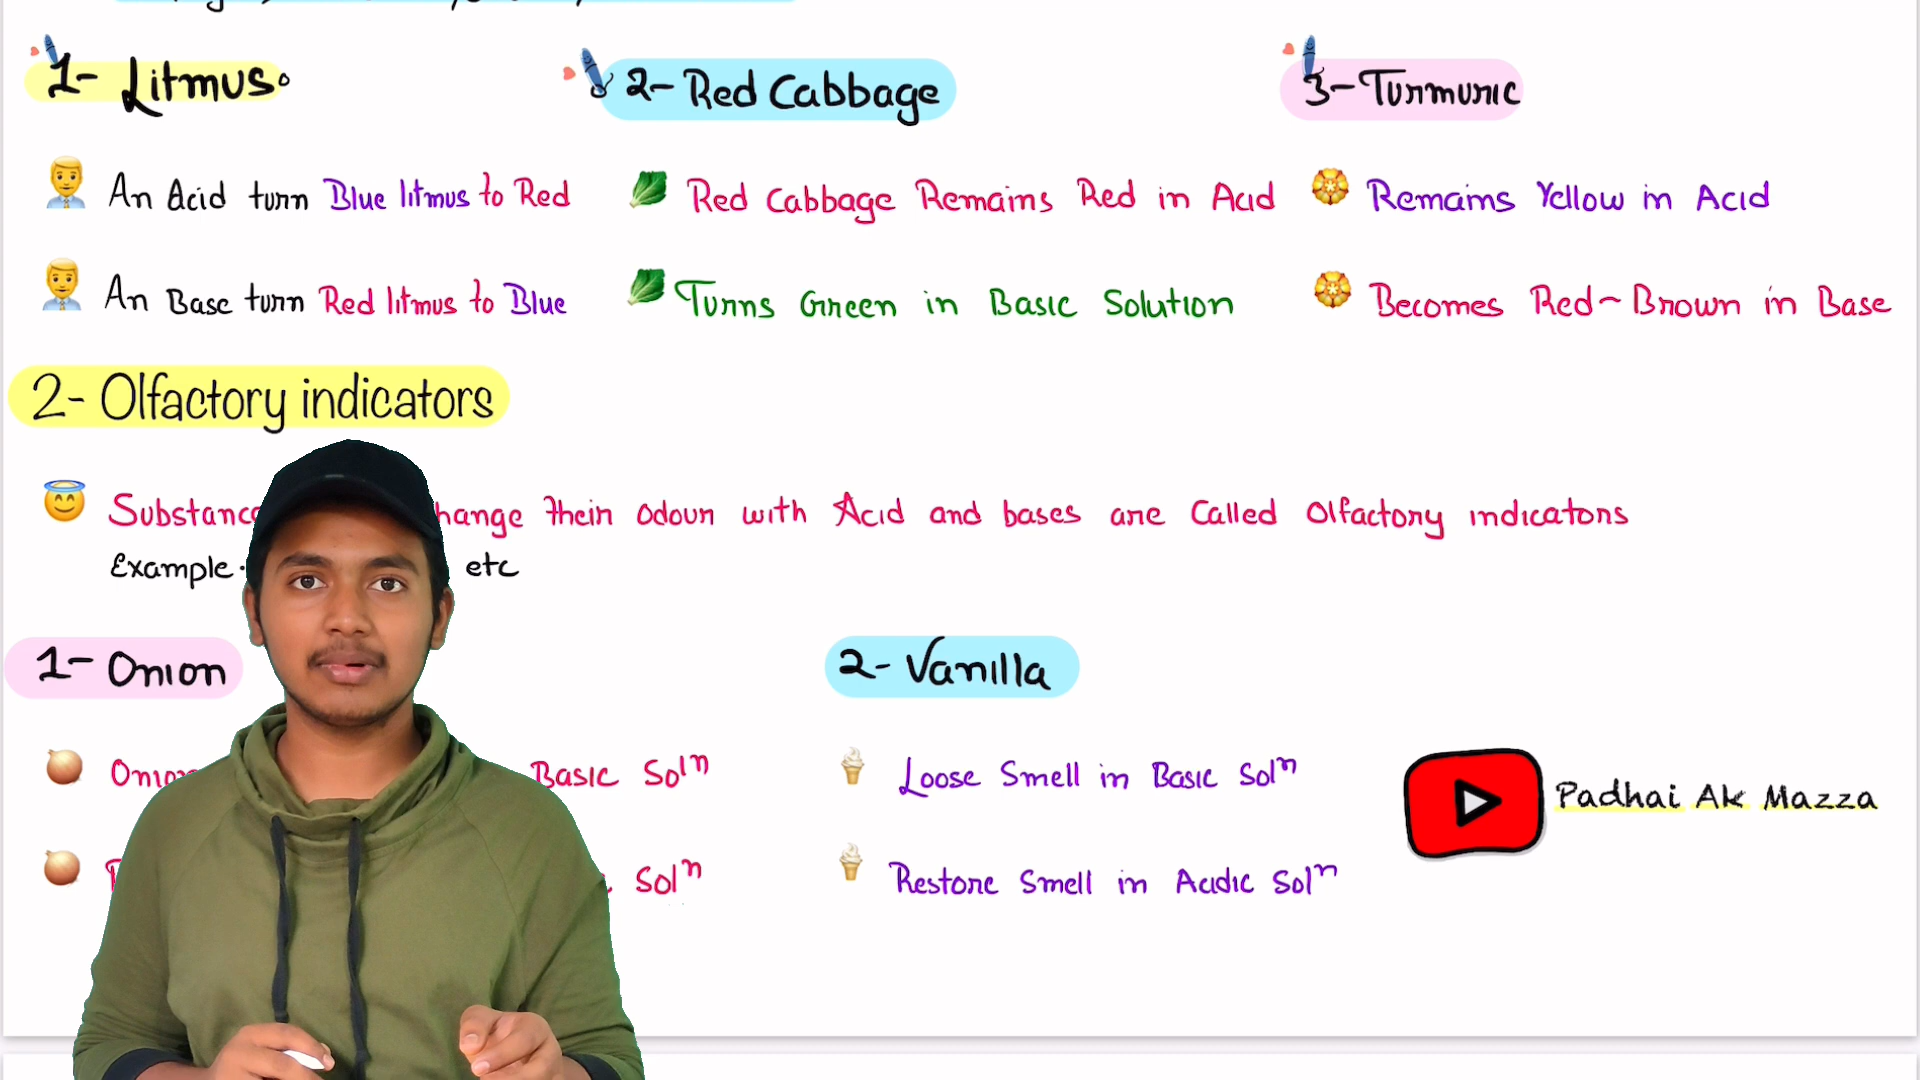 1- Litmus
2- Red Cabbage
3- Turmuric
An Acid turn Blue litmus to Red
Red Cabbage Remains Red in Acid
Remains Yellow in Acid
An Base turn Red litmus to Blue
Turns Green in Basic Solution
Becomes Red~Brown in Base
2- Olfactory indicators
Substanc hange their odour with Acid and bases are Called Olfactory indicators
Example etc
1- Onion
2- Vanilla
Onion Basic Solⁿ
Loose Smell in Basic Solⁿ
Padhai Ak Mazza
Solⁿ
Restore Smell in Acidic Solⁿ